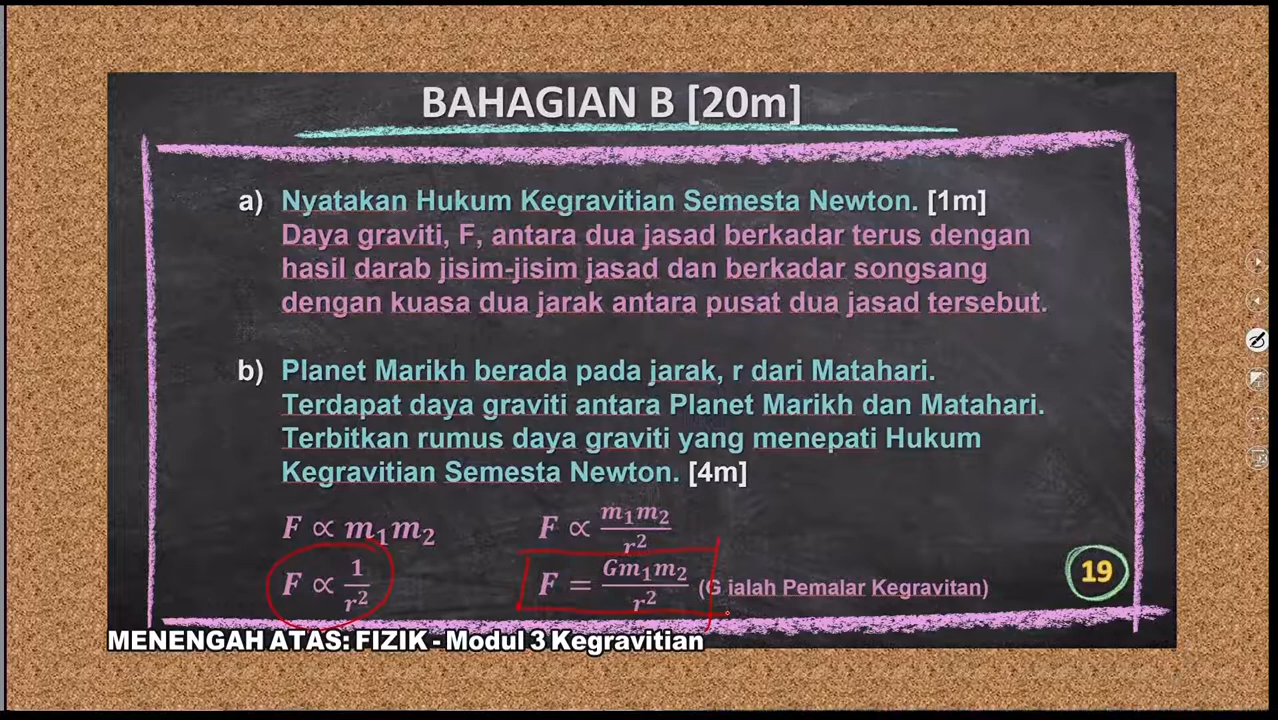 BAHAGIAN B [20m]
a) Nyatakan Hukum Kegravitian Semesta Newton. [1m]
Daya graviti, F, antara dua jasad berkadar terus dengan
hasil darab jisim-jisim jasad dan berkadar songsang
dengan kuasa dua jarak antara pusat dua jasad tersebut.
b) Planet Marikh berada pada jarak, r dari Matahari.
Terdapat daya graviti antara Planet Marikh dan Matahari.
Terbitkan rumus daya graviti yang menepati Hukum
Kegravitian Semesta Newton. [4m]
F ∝ m₁m₂ F ∝ m₁m₂/r²
F ∝ 1/r² F = Gm₁m₂/r² (G ialah Pemalar Kegravitan)
19
MENENGAH ATAS: FIZIK - Modul 3 Kegravitian